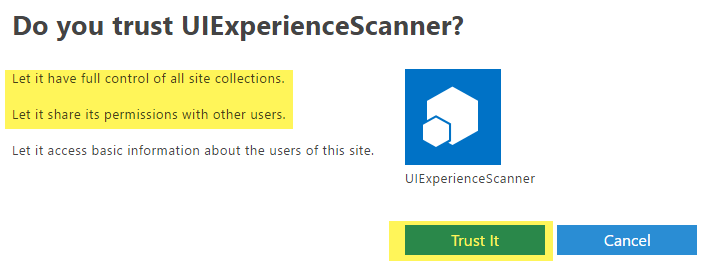 Do you trust UIExperienceScanner?
Let it have full control of all site collections.
Let it share its permissions with other users.
Let it access basic information about the users of this site.
UIExperienceScanner
Trust It
Cancel